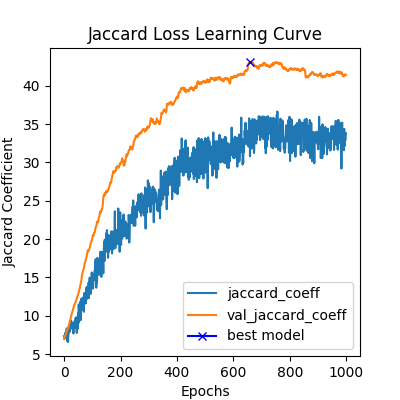 Jaccard Loss Learning Curve
Jaccard Coefficient
40
35
30
25
20
15
10
5
jaccard_coeff
val_jaccard_coeff
best model
0 200 400 600 800 1000
Epochs